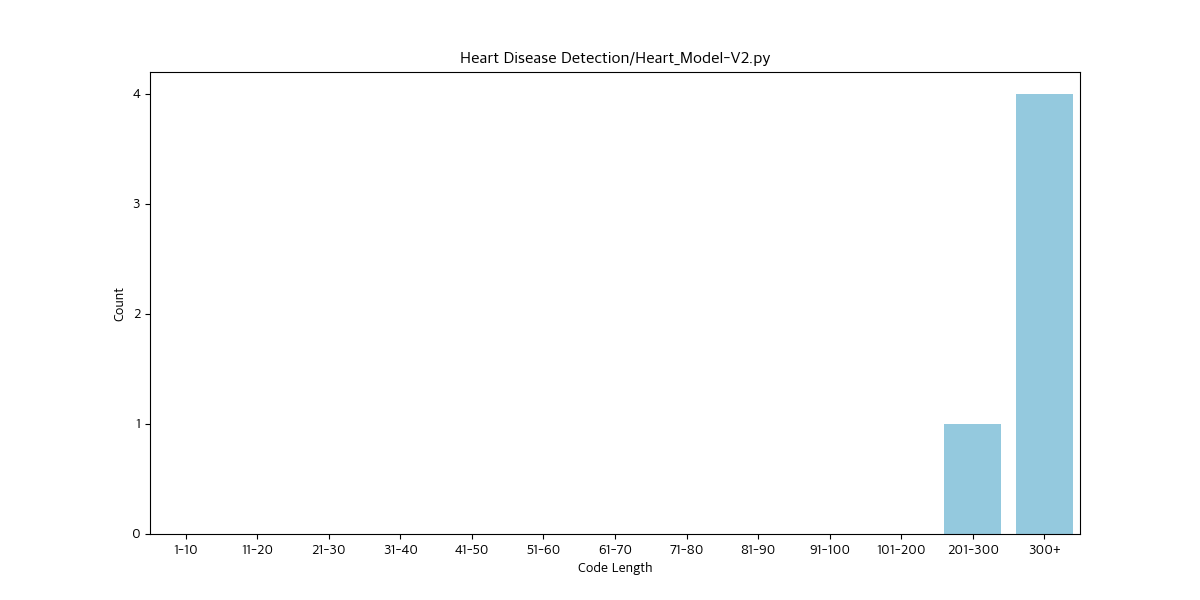 Heart Disease Detection/Heart_Model-V2.py
4
3
2
1
0
Count
1-10 11-20 21-30 31-40 41-50 51-60 61-70 71-80 81-90 91-100 101-200 201-300 300+
Code Length